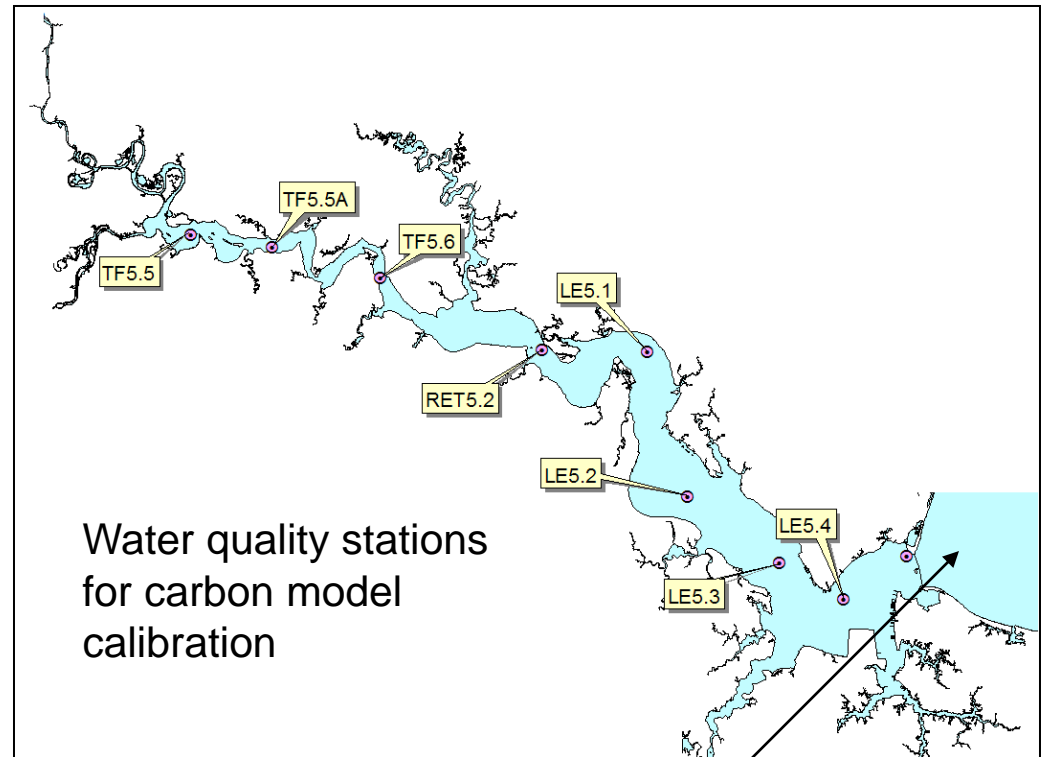 TF5.5A
TF5.6
TF5.5
LE5.1
RET5.2
LE5.2
LE5.4
LE5.3
Water quality stations
for carbon model
calibration